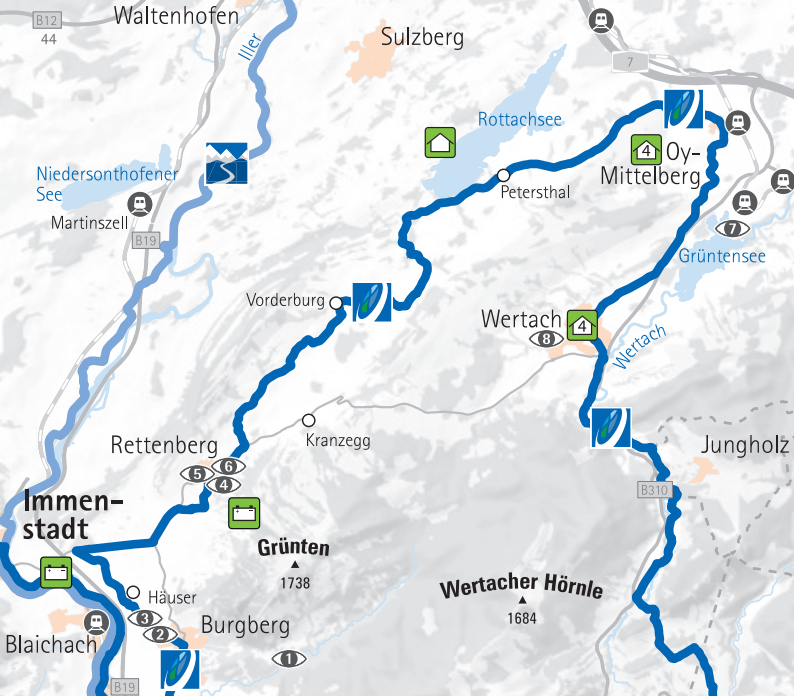 B12
44
Waltenhofen
Iller
Sulzberg
7
Rottachsee
4
Oy-
Mittelberg
Niedersonthofener
See
Martinszell
B19
Petersthal
7
Grüntensee
Vorderburg
Wertach
4
8
Wertach
Kranzegg
Rettenberg
5
6
4
Jungholz
B310
Immen-
stadt
Grünten
1738
Wertacher Hörnle
1684
Häuser
3
2
Burgberg
Blaichach
1
B19